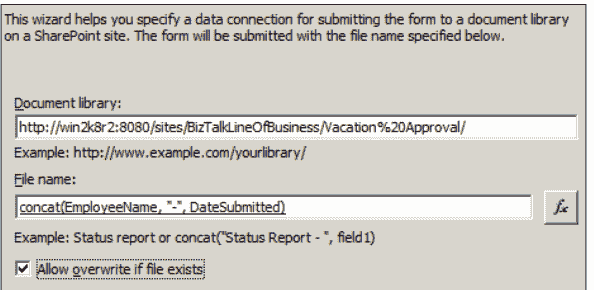 This wizard helps you specify a data connection for submitting the form to a document library
on a SharePoint site. The form will be submitted with the file name specified below.
Document library:
http://win2k8r2:8080/sites/BizTalkLineOfBusiness/Vacation%20Approval/
Example: http://www.example.com/yourlibrary/
File name:
concat(EmployeeName, "-", DateSubmitted)
fx
Example: Status report or concat("Status Report - ", field1)
Allow overwrite if file exists